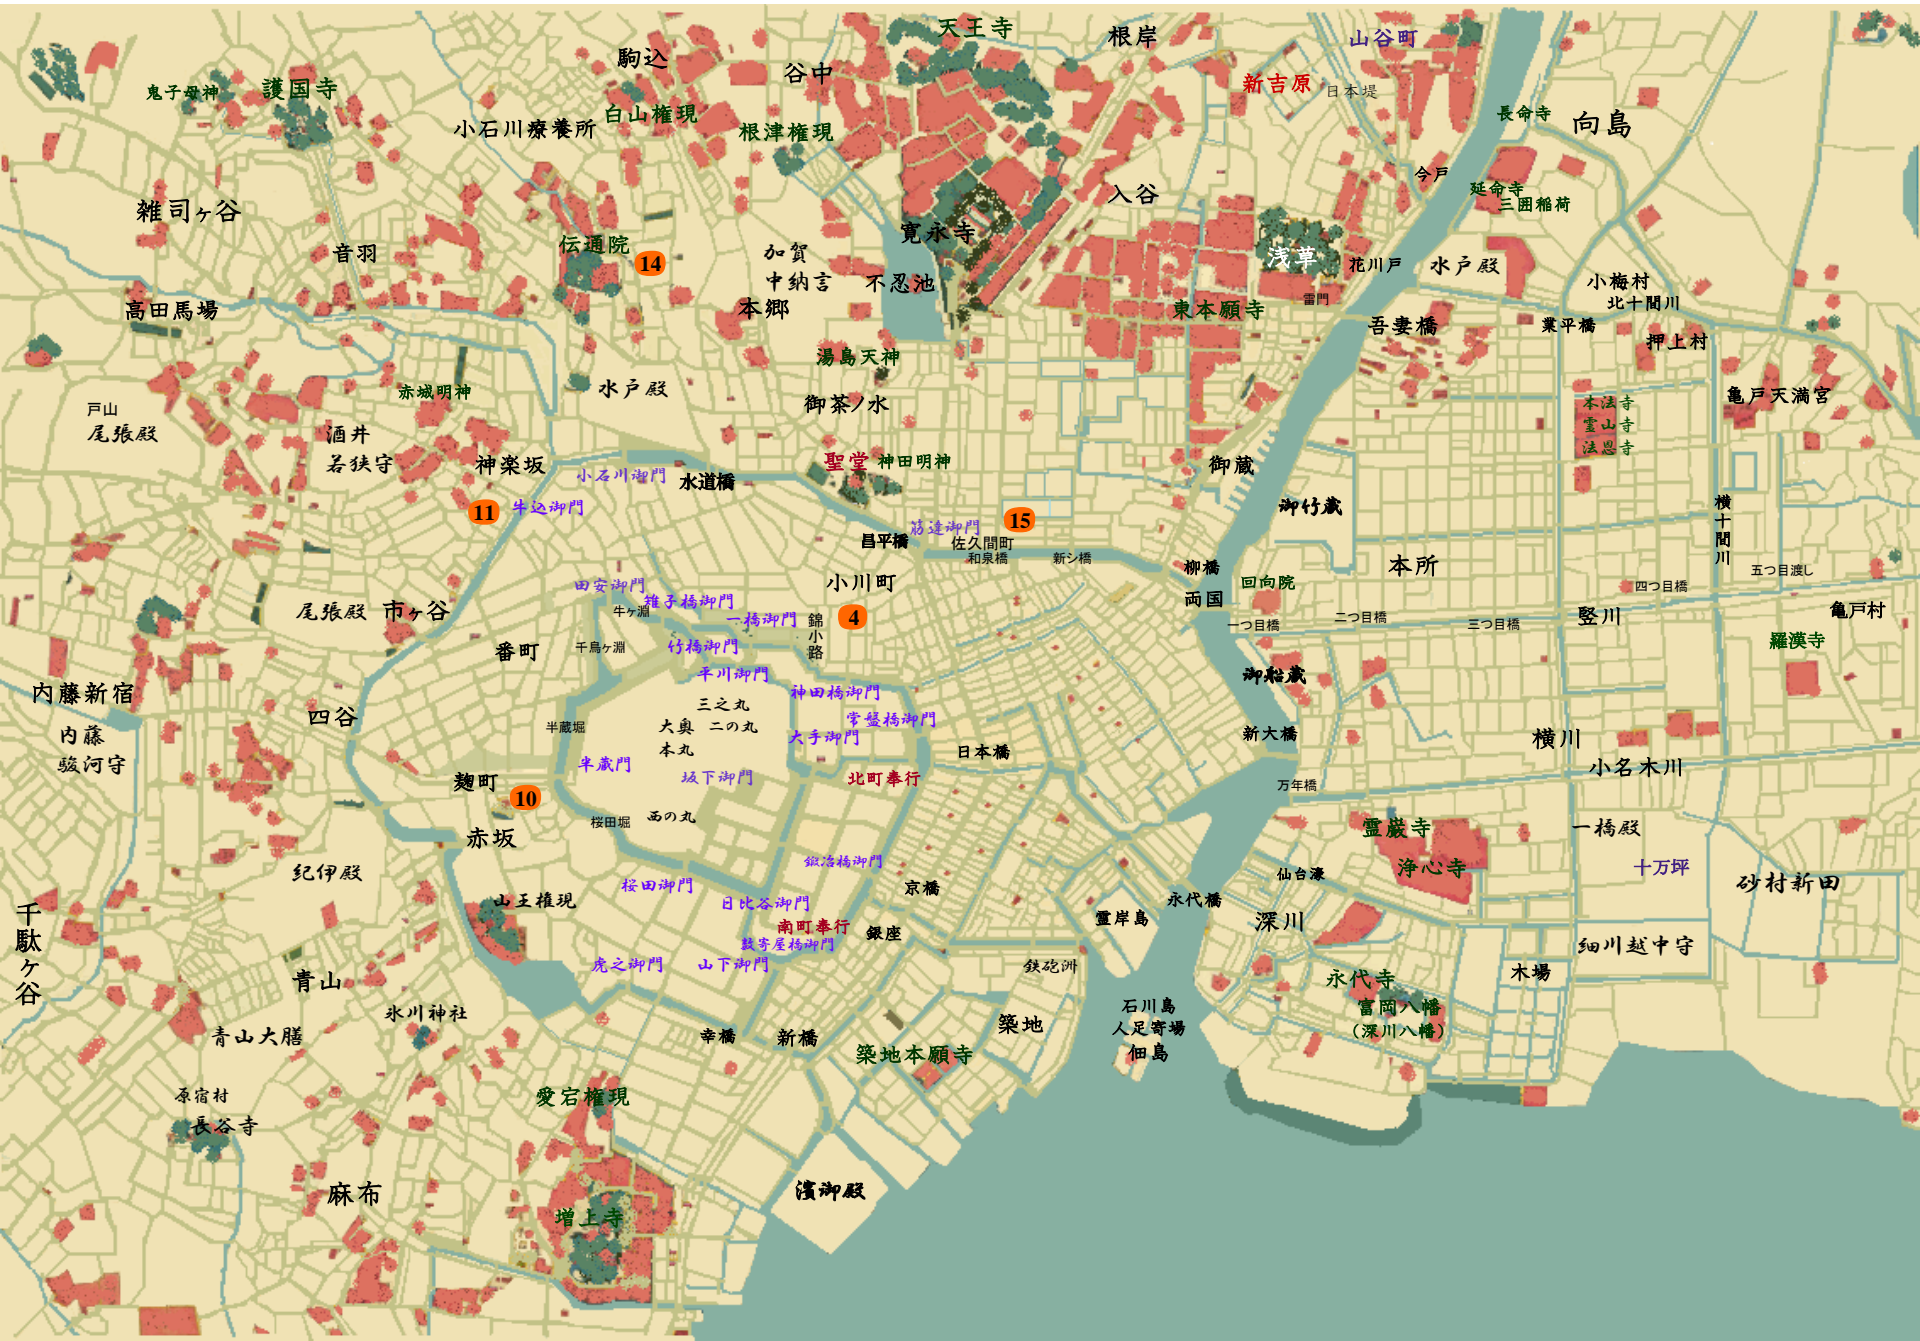 天王寺
根岸
山谷町
駒込
谷中
新吉原
日本堤
鬼子母神
護国寺
白山権現
小石川療養所
根津権現
長命寺
向島
今戸
延命寺
三囲稲荷
入谷
雑司ヶ谷
音羽
伝通院
14
寛永寺
加賀
中納言
不忍池
浅草
花川戸
水戸殿
小梅村
北十間川
雷門
高田馬場
本郷
東本願寺
吾妻橋
業平橋
押上村
湯島天神
水戸殿
赤城明神
戸山
尾張殿
御茶ノ水
亀戸天満宮
本法寺
霊山寺
法恩寺
酒井
若狭守
神楽坂
小石川御門
水道橋
聖堂
神田明神
御蔵
11
牛込御門
御竹蔵
横十間川
15
筋違御門
昌平橋
佐久間町
和泉橋
新シ橋
柳橋
両国
回向院
本所
五つ目渡し
四つ目橋
小川町
4
田安御門
雉子橋御門
牛ヶ淵
一橋御門
錦小路
尾張殿
市ヶ谷
一つ目橋
二つ目橋
三つ目橋
竪川
亀戸村
羅漢寺
番町
千鳥ヶ淵
竹橋御門
平川御門
神田橋御門
御船蔵
内藤新宿
内藤
駿河守
四谷
半蔵堀
三之丸
大奥
二の丸
本丸
常盤橋御門
大手御門
新大橋
横川
小名木川
日本橋
半蔵門
坂下御門
北町奉行
麹町
10
万年橋
桜田堀
西の丸
赤坂
霊巌寺
一橋殿
鍛冶橋御門
浄心寺
十万坪
砂村新田
紀伊殿
桜田御門
京橋
仙台濠
山王権現
日比谷御門
永代橋
千駄ヶ谷
南町奉行
銀座
霊岸島
深川
数寄屋橋御門
細川越中守
虎之御門
山下御門
鉄砲洲
木場
青山
永代寺
富岡八幡
(深川八幡)
石川島
人足寄場
佃島
氷川神社
青山大膳
幸橋
新橋
築地
築地本願寺
愛宕権現
原宿村
長谷寺
麻布
濱御殿
増上寺